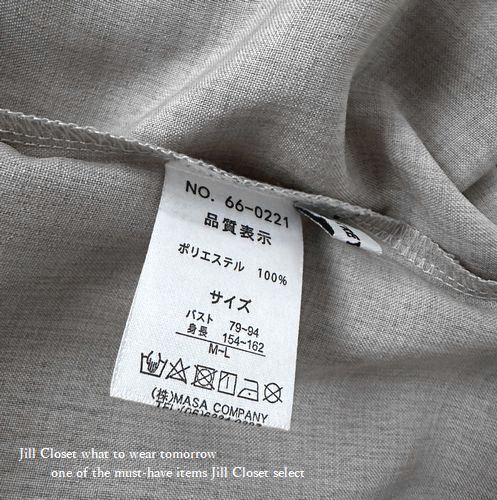 NO. 66-0221
品質表示
ポリエステル 100%
サイズ
バスト 79~94
身長 154~162
M-L
(株)MASA COMPANY
Jill Closet what to wear tomorrow
one of the must-have items Jill Closet select